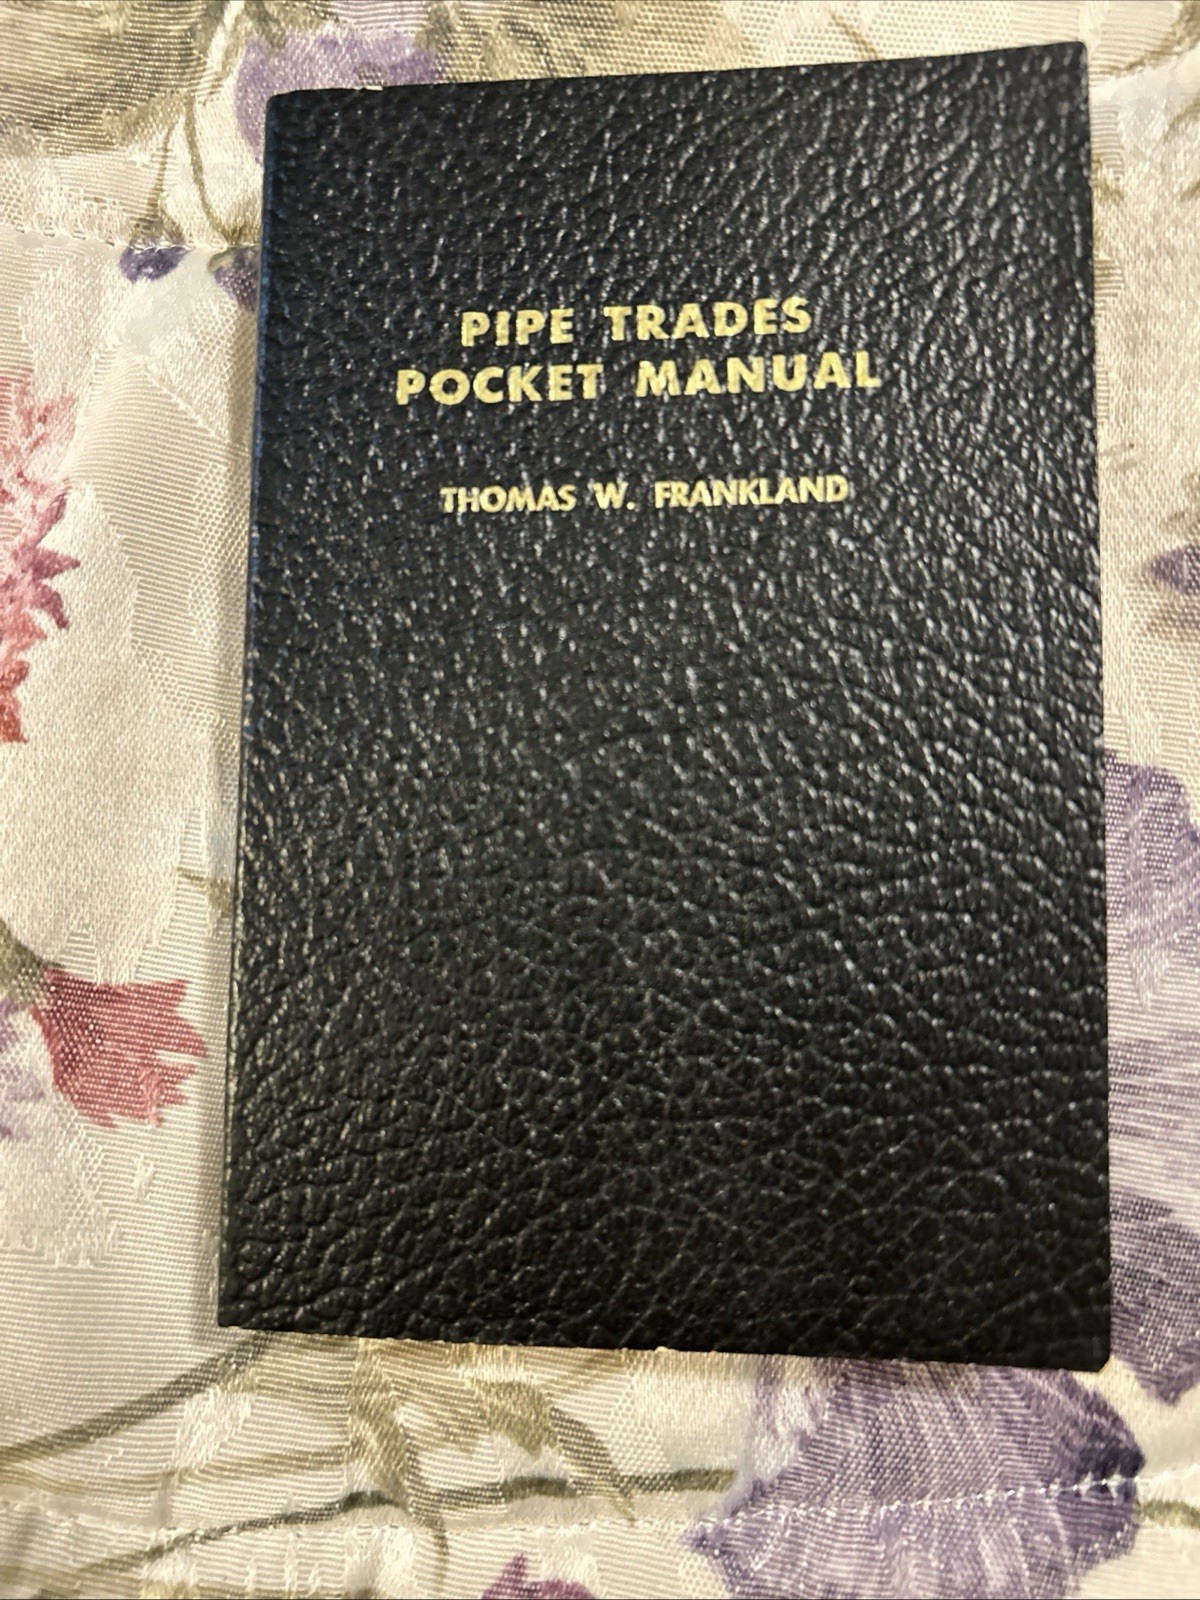 PIPE TRADES
POCKET MANUAL
THOMAS W. FRANKLAND